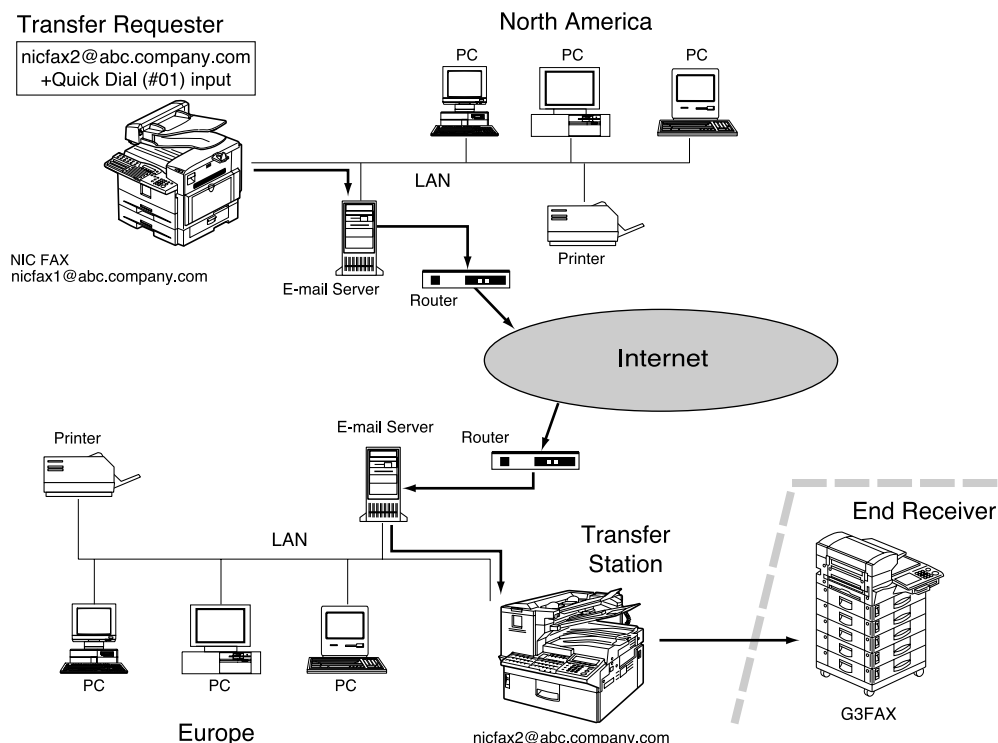 Transfer Requester
nicfax2@abc.company.com
+Quick Dial (#01) input
North America
PC
PC
PC
LAN
NIC FAX
nicfax1@abc.company.com
E-mail Server
Router
Printer
Internet
Printer
E-mail Server
Router
LAN
Transfer
Station
End Receiver
PC
PC
PC
Europe
nicfax2@abc.company.com
G3FAX